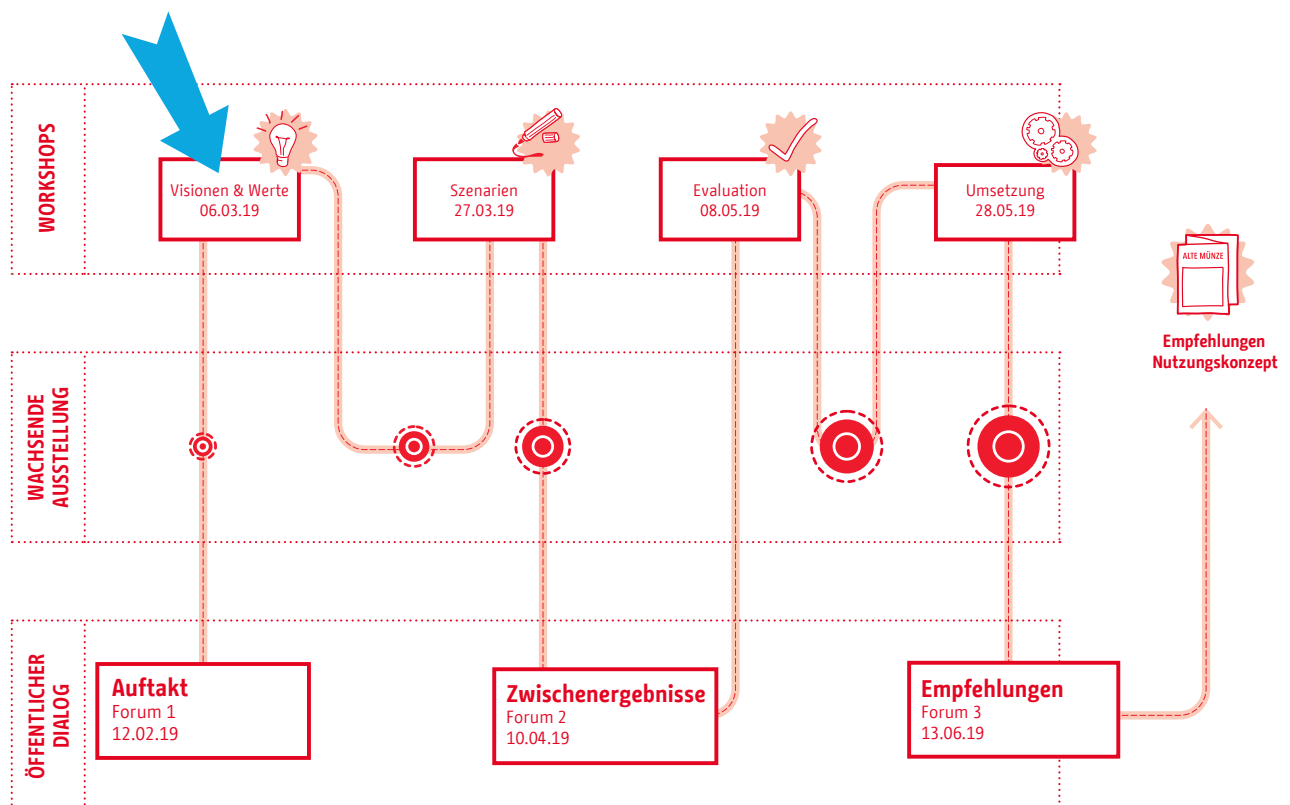 WORKSHOPS
Visionen & Werte
06.03.19
Szenarien
27.03.19
Evaluation
08.05.19
Umsetzung
28.05.19
ALTE MÜNZE
Empfehlungen
Nutzungskonzept
WACHSENDE
AUSSTELLUNG
ÖFFENTLICHER
DIALOG
Auftakt
Forum 1
12.02.19
Zwischenergebnisse
Forum 2
10.04.19
Empfehlungen
Forum 3
13.06.19